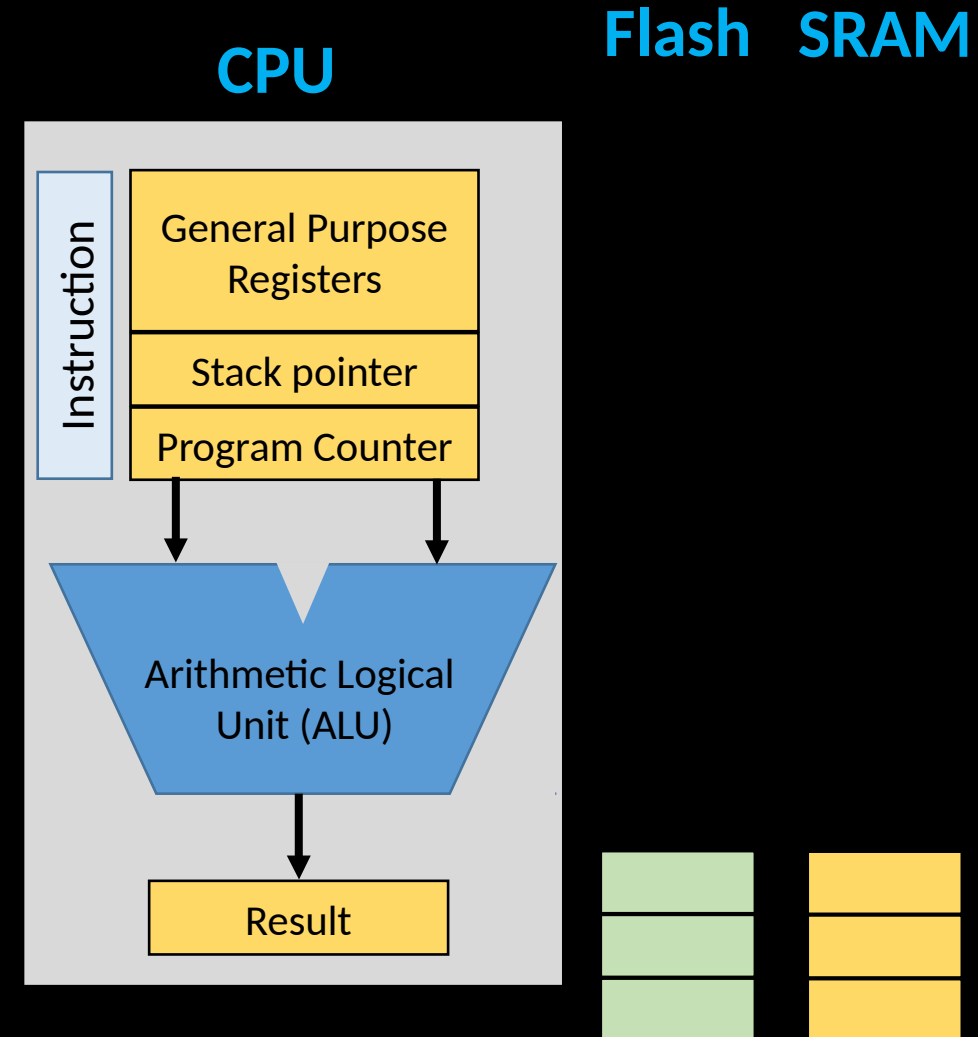 Flash SRAM
CPU
Instruction
General Purpose
Registers
Stack pointer
Program Counter
Arithmetic Logical
Unit (ALU)
Result